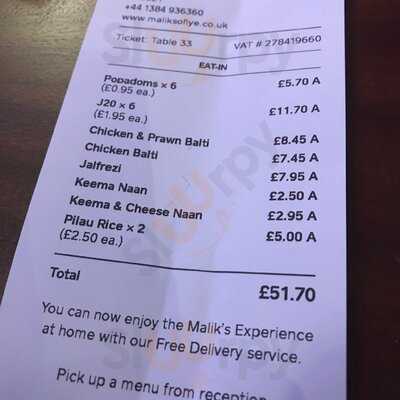 +44 1384 936360
www.maliksoflye.co.uk
Ticket: Table 33 VAT # 278419660
EAT-IN
Popadoms × 6 £5.70 A
(£0.95 ea.)
J20 × 6 £11.70 A
(£1.95 ea.)
Chicken & Prawn Balti £8.45 A
Chicken Balti £7.45 A
Jalfrezi £7.95 A
Keema Naan £2.50 A
Keema & Cheese Naan £2.95 A
Pilau Rice × 2 £5.00 A
(£2.50 ea.)
Total £51.70
You can now enjoy the Malik's Experience
at home with our Free Delivery service.
Pick up a menu from reception